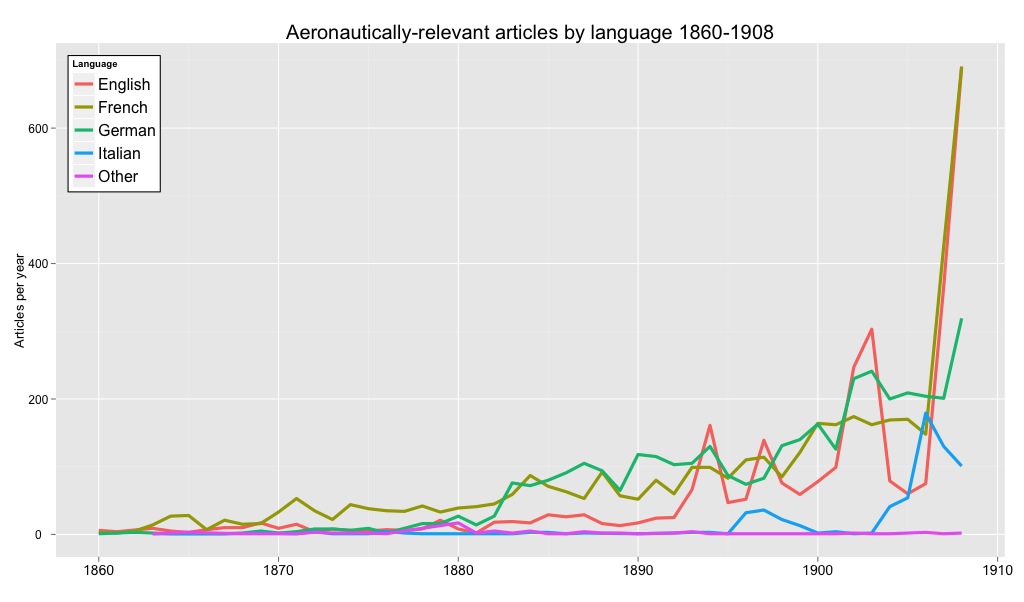 Aeronautically-relevant articles by language 1860-1908
Language
English
French
German
Italian
Other
Articles per year
600
400
200
0
1860 1870 1880 1890 1900 1910